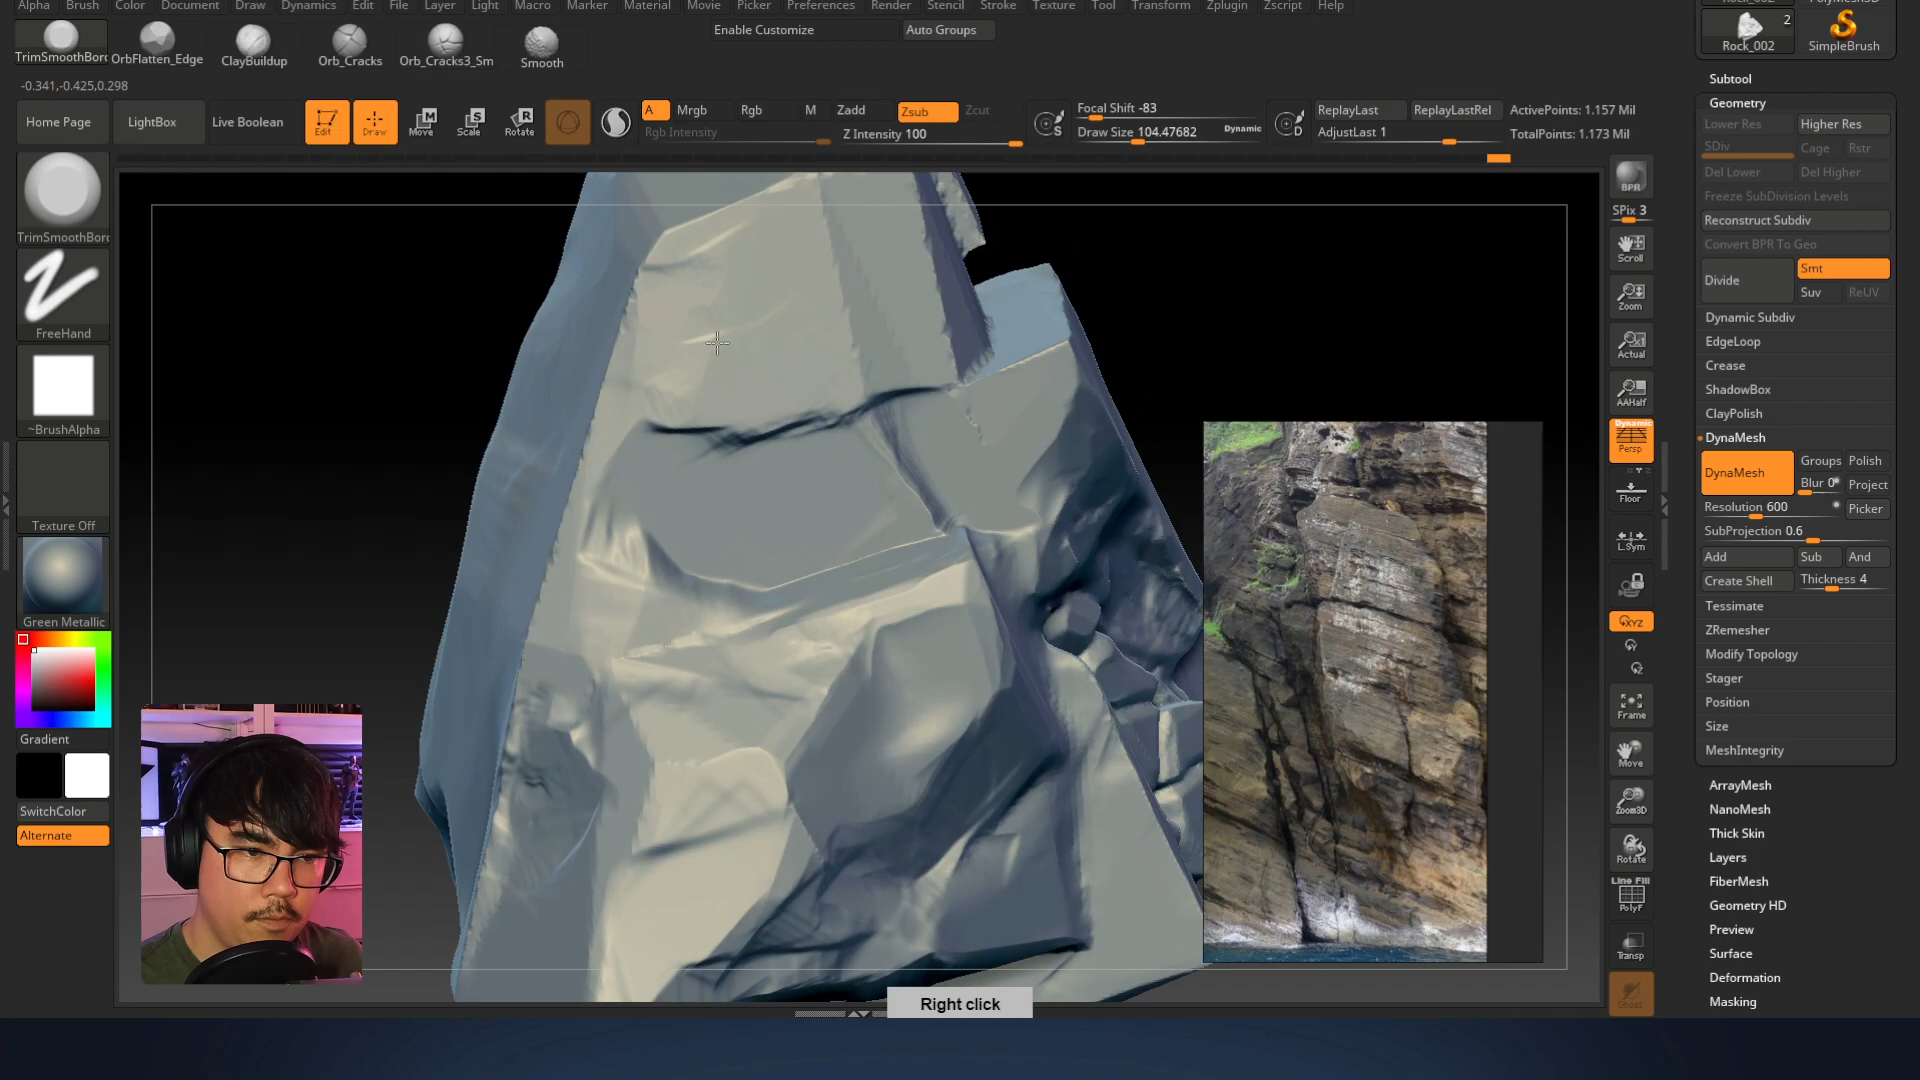 Alpha Brush Color Document Draw Dynamics Edit File Layer Light Macro Marker Material Movie Picker Preferences Render Stencil Stroke Texture Tool Transform Zplugin Zscript Help
Enable Customize
Auto Groups
TrimSmoothBord
OrbFlatten_Edge
ClayBuildup
Orb_Cracks
Orb_Cracks3_Sm
Smooth
-0.341,-0.425,0.298
Home Page
LightBox
Live Boolean
Edit
Draw
Move
Scale
Rotate
A
Mrgb
Rgb
M
Zadd
Zsub
Zcut
Rgb Intensity
Z Intensity 100
S
Focal Shift -83
Draw Size 104.47682
Dynamic
D
ReplayLast
ReplayLastRel
AdjustLast 1
ActivePoints: 1.157 Mil
TotalPoints: 1.173 Mil
TrimSmoothBord
FreeHand
~BrushAlpha
Texture Off
Green Metallic
Gradient
SwitchColor
Alternate
Right click
BPR
SPix 3
Scroll
Zoom
Actual
AAHalf
Dynamic
Persp
Floor
L.Sym
XYZ
Frame
Move
Zoom3D
Rotate
Line Fill
PolyF
Transp
Ghost
2
Rock_002
SimpleBrush
Subtool
Geometry
Lower Res
Higher Res
SDiv
Cage
Rstr
Del Lower
Del Higher
Freeze SubDivision Levels
Reconstruct Subdiv
Convert BPR To Geo
Divide
Smt
Suv
ReUV
Dynamic Subdiv
EdgeLoop
Crease
ShadowBox
ClayPolish
DynaMesh
DynaMesh
Groups
Polish
Blur 0
Project
Resolution 600
Picker
SubProjection 0.6
Add
Sub
And
Create Shell
Thickness 4
Tessimate
ZRemesher
Modify Topology
Stager
Position
Size
MeshIntegrity
ArrayMesh
NanoMesh
Thick Skin
Layers
FiberMesh
Geometry HD
Preview
Surface
Deformation
Masking